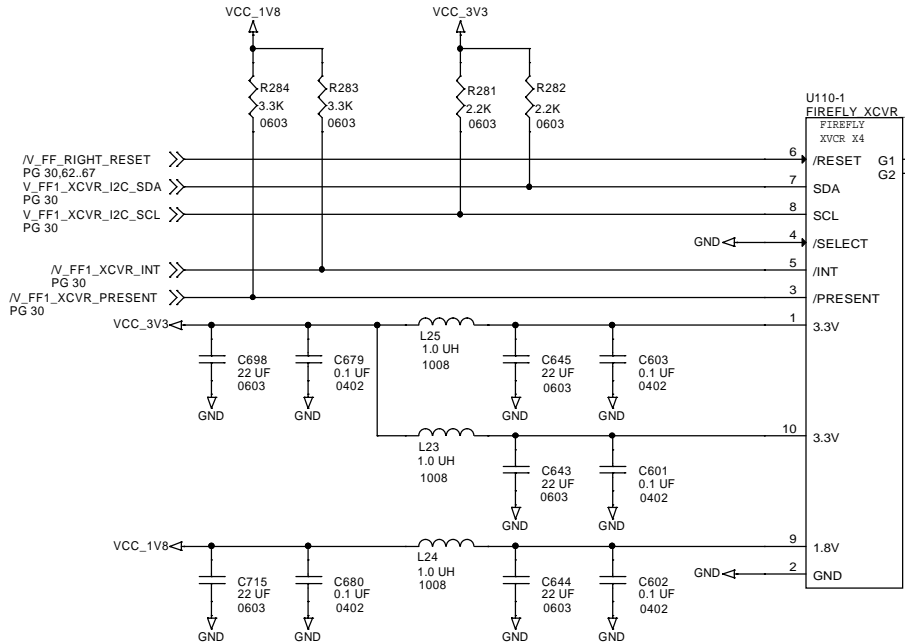 VCC_1V8
VCC_3V3
R284
3.3K
0603
R283
3.3K
0603
R281
2.2K
0603
R282
2.2K
0603
U110-1
FIREFLY_XCVR
FIREFLY
XVCR X4
/V_FF_RIGHT_RESET
PG 30,62..67
6
/RESET
G1
G2
V_FF1_XCVR_I2C_SDA
PG 30
7
SDA
V_FF1_XCVR_I2C_SCL
PG 30
8
SCL
GND
4
/SELECT
/V_FF1_XCVR_INT
PG 30
5
/INT
/V_FF1_XCVR_PRESENT
PG 30
3
/PRESENT
VCC_3V3
1
3.3V
L25
1.0 UH
1008
C698
22 UF
0603
GND
C679
0.1 UF
0402
GND
C645
22 UF
0603
GND
C603
0.1 UF
0402
GND
10
3.3V
L23
1.0 UH
1008
C643
22 UF
0603
GND
C601
0.1 UF
0402
GND
VCC_1V8
9
1.8V
L24
1.0 UH
1008
GND
2
GND
C715
22 UF
0603
GND
C680
0.1 UF
0402
GND
C644
22 UF
0603
GND
C602
0.1 UF
0402
GND